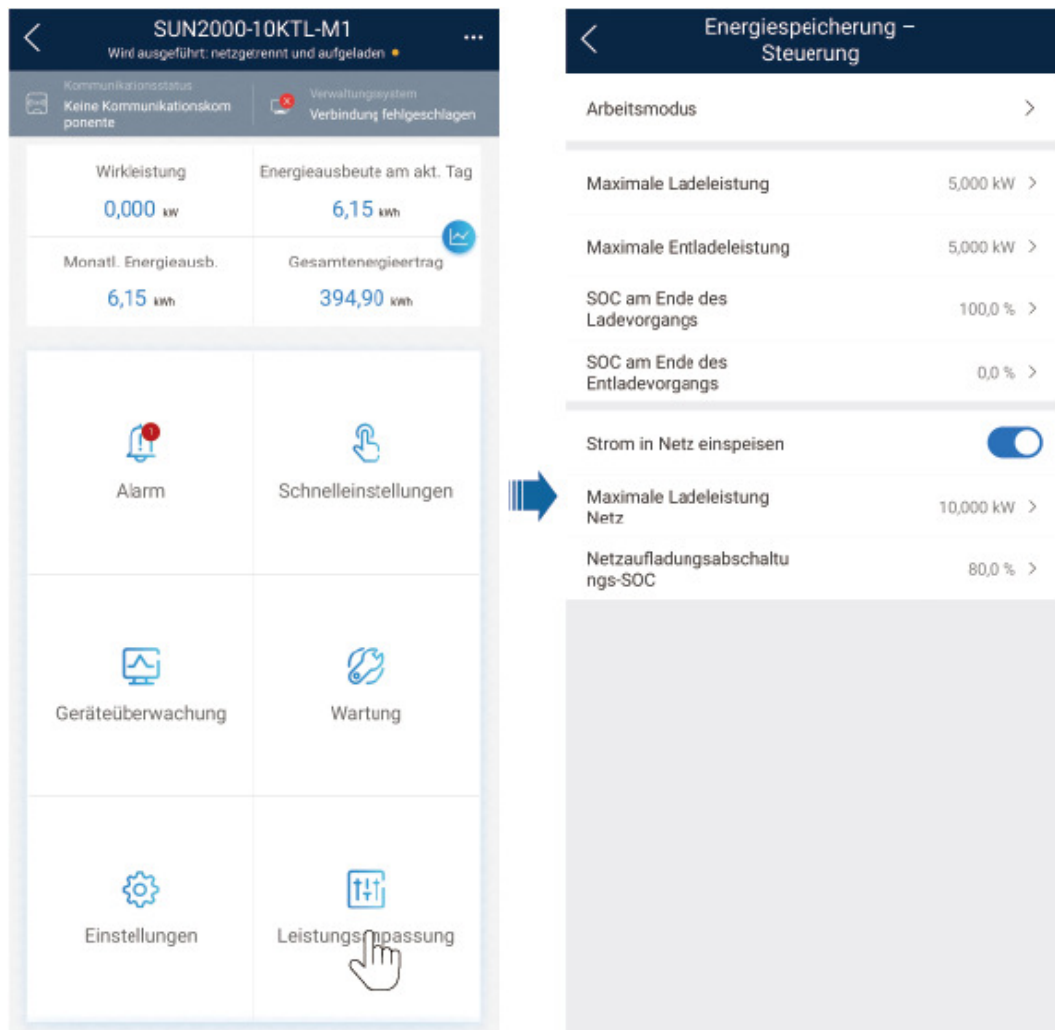 SUN2000-10KTL-M1
Wird ausgeführt: netzgetrennt und aufgeladen
Kommunikationsstatus
Keine Kommunikationskom
ponente
Verwaltungssystem
Verbindung fehlgeschlagen
Wirkleistung
0,000 kW
Energieausbeute am akt. Tag
6,15 kWh
Monatl. Energieausb.
6,15 kWh
Gesamtenergieertrag
394,90 kWh
1
Alarm
Schnelleinstellungen
Geräteüberwachung
Wartung
Einstellungen
Leistungsanpassung
Energiespeicherung –
Steuerung
Arbeitsmodus
Maximale Ladeleistung
5,000 kW
Maximale Entladeleistung
5,000 kW
SOC am Ende des
Ladevorgangs
100,0 %
SOC am Ende des
Entladevorgangs
0,0 %
Strom in Netz einspeisen
Maximale Ladeleistung
Netz
10,000 kW
Netzaufladungsabschaltu
ngs-SOC
80,0 %